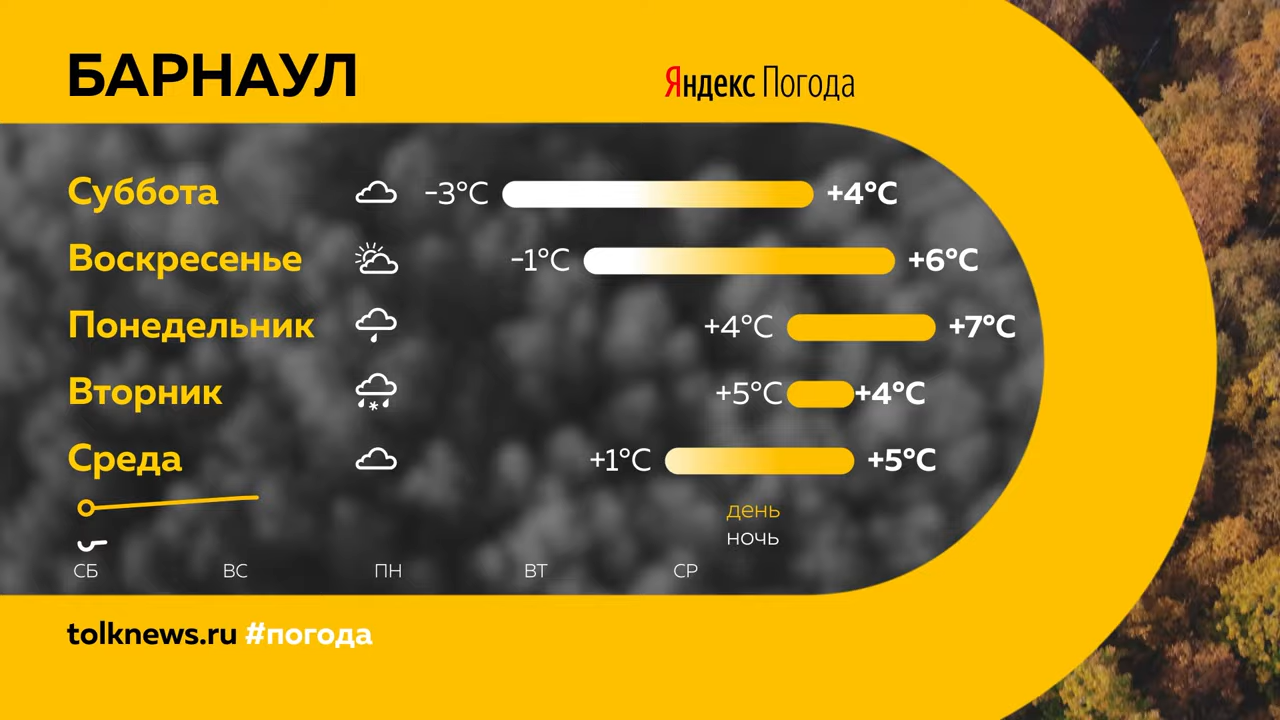 БАРНАУЛ
Яндекс Погода
Суббота -3°C +4°C
Воскресенье -1°C +6°C
Понедельник +4°C +7°C
Вторник +5°C +4°C
Среда +1°C +5°C
день
ночь
СБ ВС ПН ВТ СР
tolknews.ru #погода